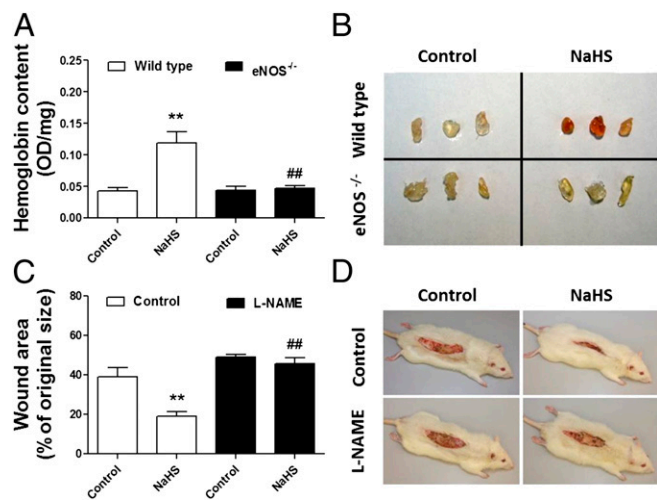 A
Hemoglobin content
(OD/mg)
0.25
0.20
0.15
0.10
0.05
0.00
Wild type
eNOS-/-
**
##
Control
NaHS
Control
NaHS
B
Control
NaHS
Wild type
eNOS -/-
C
Wound area
(% of original size)
80
60
40
20
0
Control
L-NAME
**
##
Control
NaHS
Control
NaHS
D
Control
NaHS
Control
L-NAME